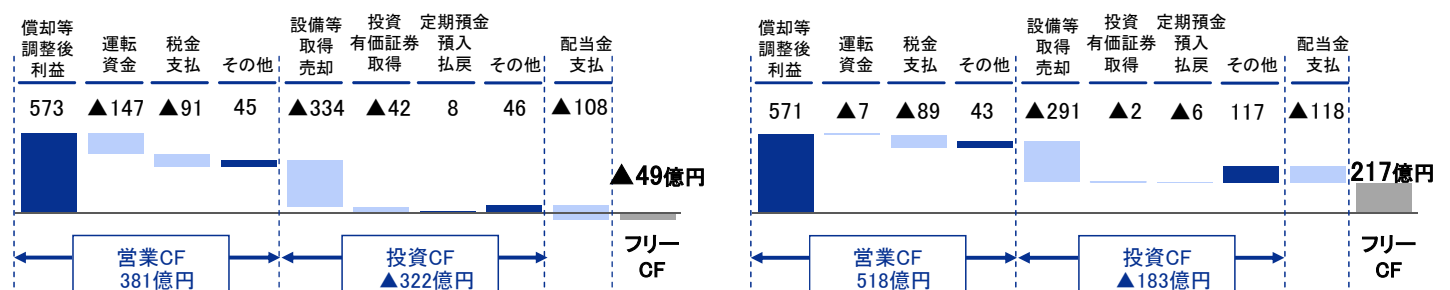 償却等
調整後
利益
運転
資金
税金
支払
その他
設備等
取得
売却
投資
有価証券
取得
定期預金
預入
払戻
その他
配当金
支払
573
▲147
▲91
45
▲334
▲42
8
46
▲108
▲49億円
フリー
CF
営業CF
381億円
投資CF
▲322億円
償却等
調整後
利益
運転
資金
税金
支払
その他
設備等
取得
売却
投資
有価証券
取得
定期預金
預入
払戻
その他
配当金
支払
571
▲7
▲89
43
▲291
▲2
▲6
117
▲118
217億円
フリー
CF
営業CF
518億円
投資CF
▲183億円